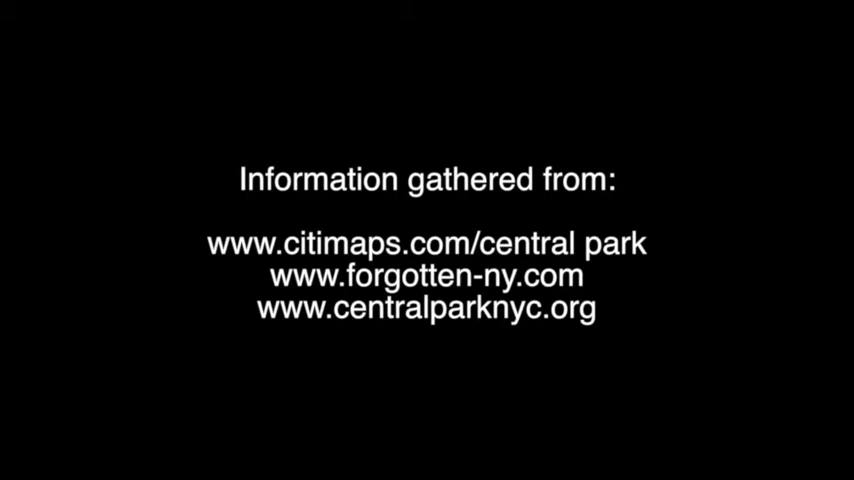 Information gathered from:
www.citimaps.com/central park
www.forgotten-ny.com
www.centralparknyc.org